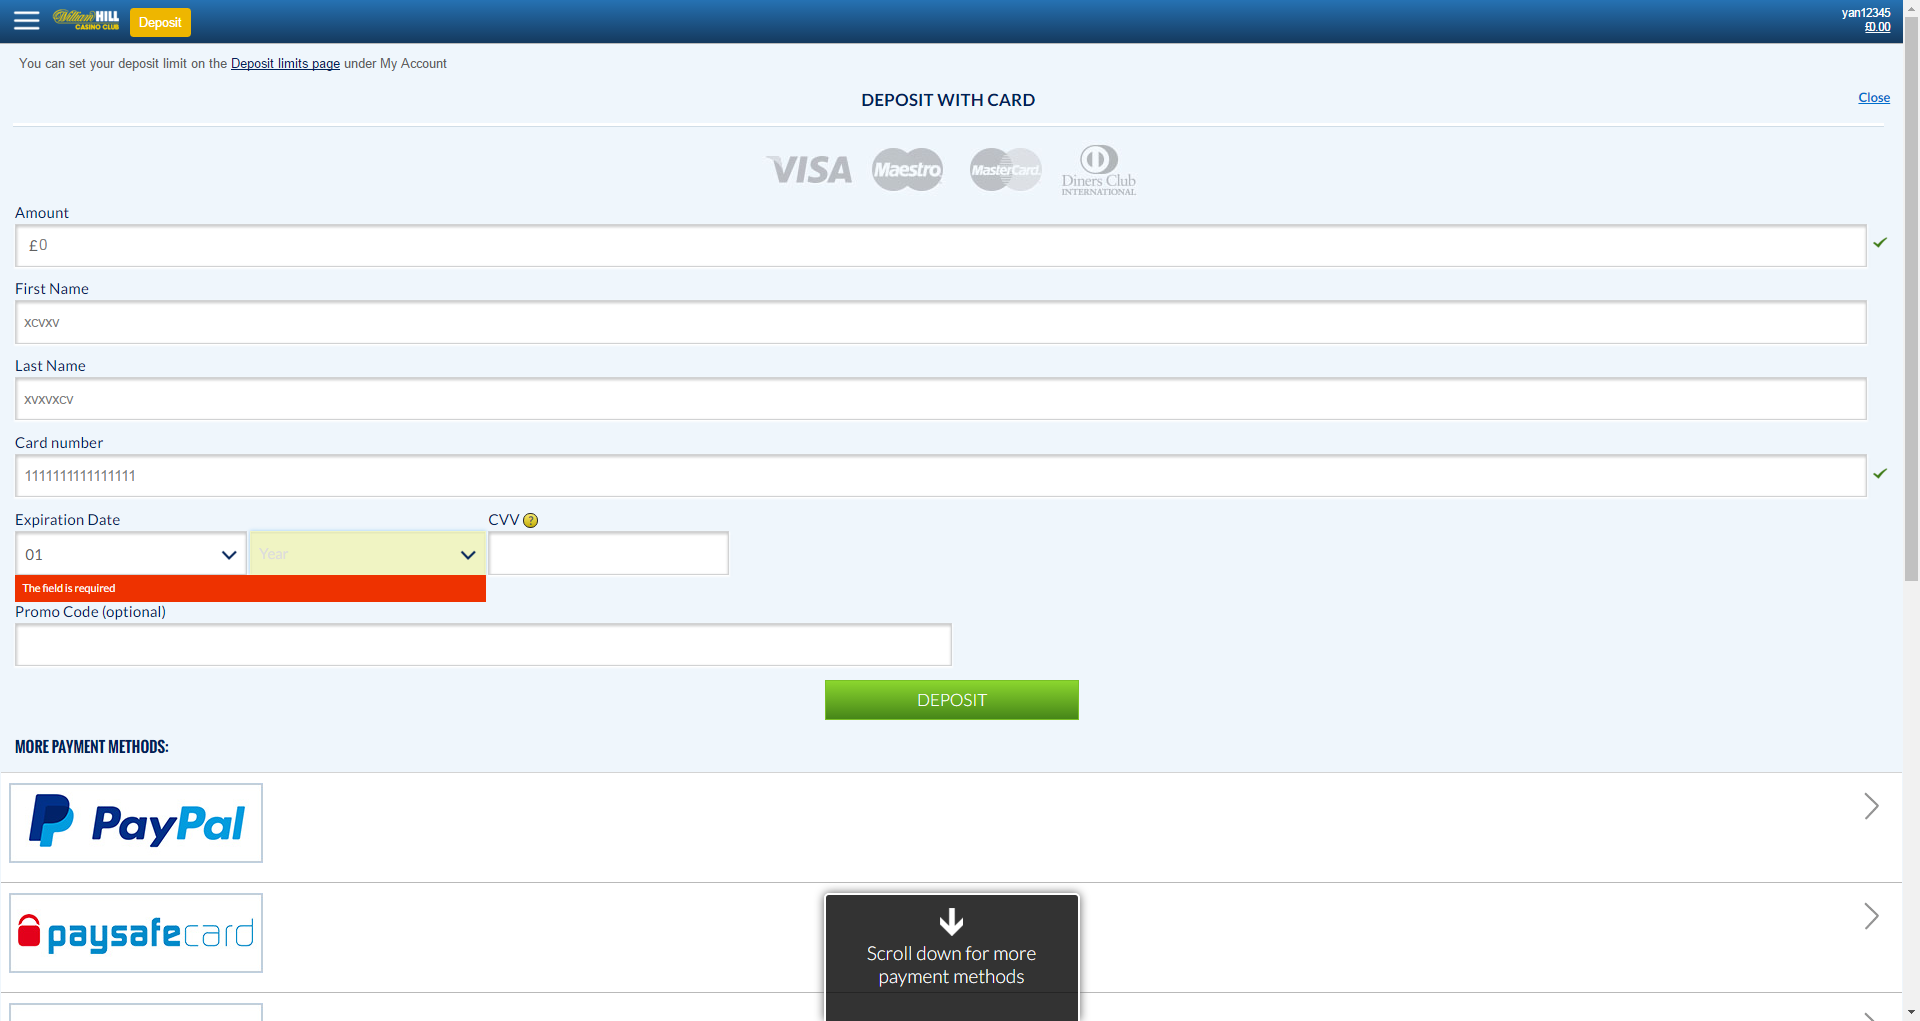 William HILL
CASINO CLUB
Deposit
yan12345
£0.00
You can set your deposit limit on the Deposit limits page under My Account
DEPOSIT WITH CARD
Close
VISA
Maestro
MasterCard
Diners Club
INTERNATIONAL
Amount
£0
First Name
xcvxv
Last Name
xvxvxcv
Card number
1111111111111111
Expiration Date
CVV ?
01
Year
The field is required
Promo Code (optional)
DEPOSIT
MORE PAYMENT METHODS:
PayPal
paysafecard
Scroll down for more
payment methods